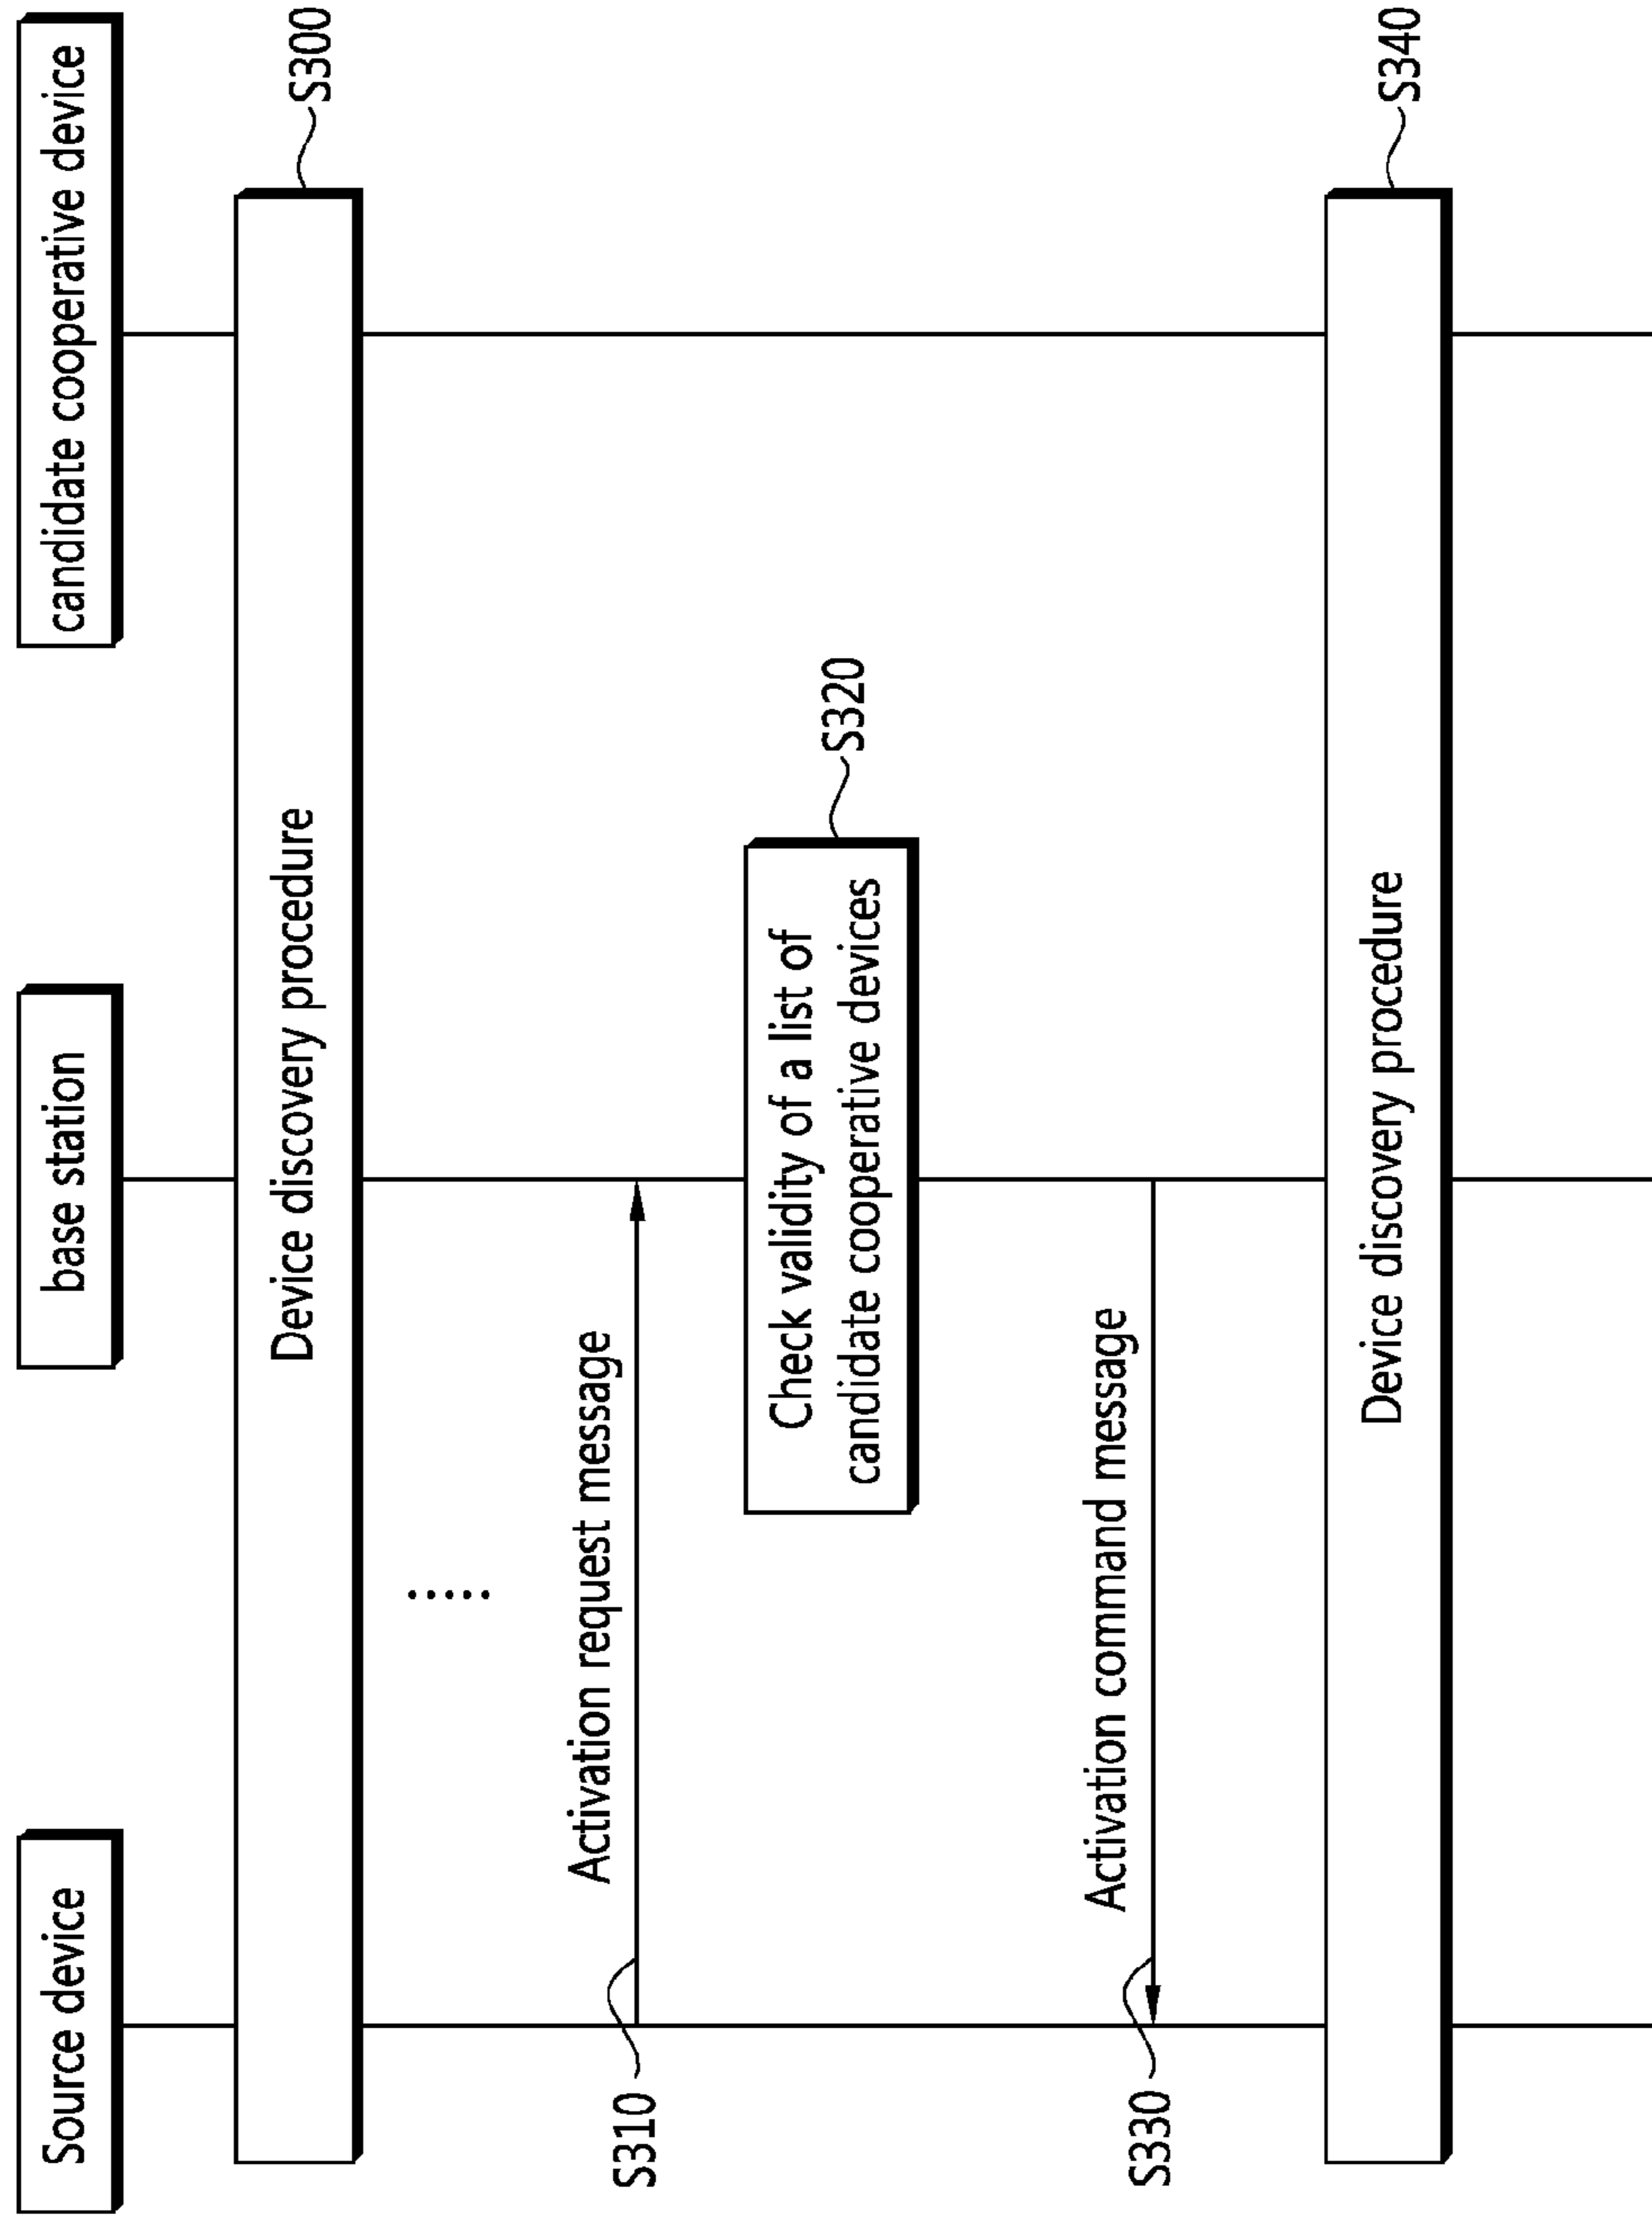 Source device
base station
candidate cooperative device
Device discovery procedure
S300
.....
Activation request message
S310
Check validity of a list of
candidate cooperative devices
S320
Activation command message
S330
Device discovery procedure
S340